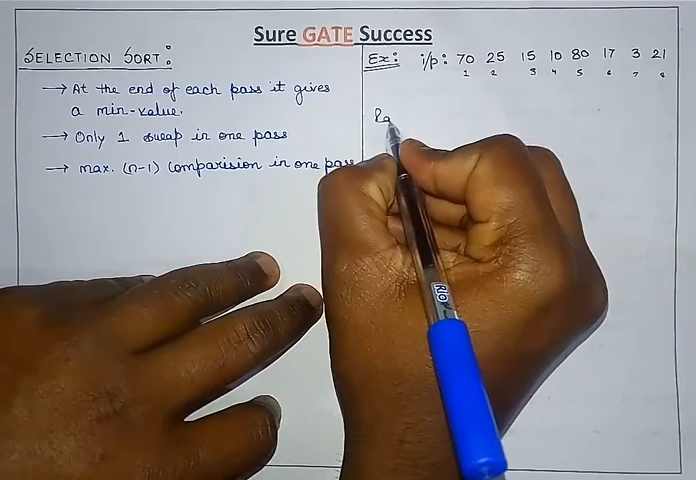 Sure GATE Success
SELECTION SORT:
→ At the end of each pass it gives
a min-value.
→ Only 1 swap in one pass
→ max. (n-1) comparision in one pass
Ex: i/p: 70 25 15 10 80 17 3 21
1 2 3 4 5 6 7 8
Pa